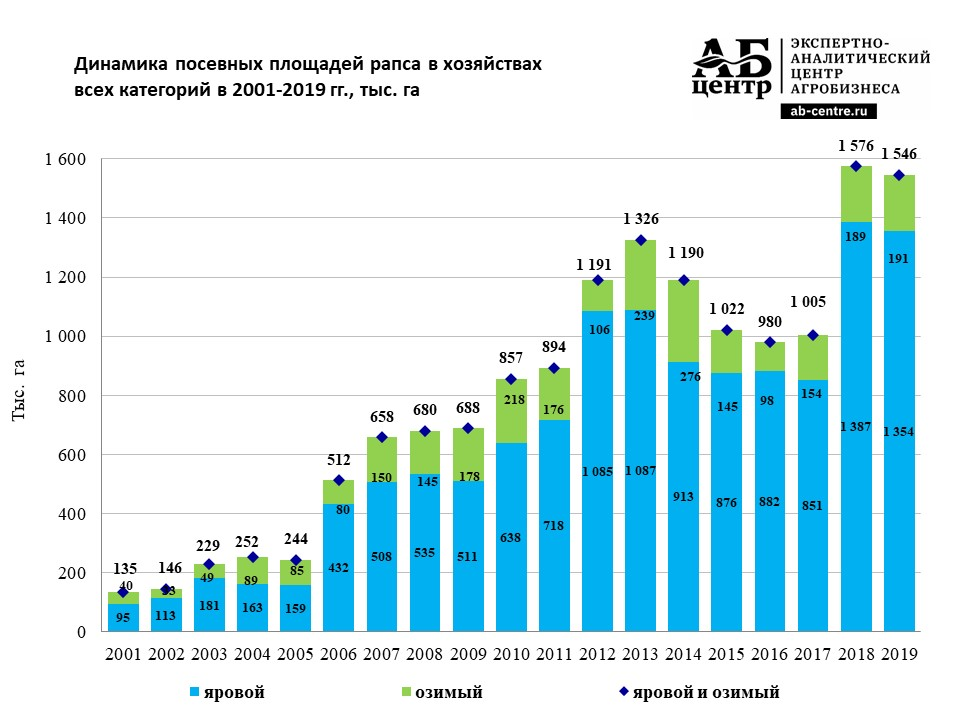 Динамика посевных площадей рапса в хозяйствах
всех категорий в 2001-2019 гг., тыс. га
АБ
центр
ЭКСПЕРТНО-
АНАЛИТИЧЕСКИЙ
ЦЕНТР
АГРОБИЗНЕСА
ab-centre.ru
Тыс. га
1 600
1 400
1 200
1 000
800
600
400
200
0
135 146 229 252 244 512 658 680 688 857 894 1 191 1 326 1 190 1 022 980 1 005 1 576 1 546
40 33 49 89 85 80 150 145 178 218 176 106 239 276 145 98 154 189 191
95 113 181 163 159 432 508 535 511 638 718 1 085 1 087 913 876 882 851 1 387 1 354
2001 2002 2003 2004 2005 2006 2007 2008 2009 2010 2011 2012 2013 2014 2015 2016 2017 2018 2019
яровой озимый яровой и озимый